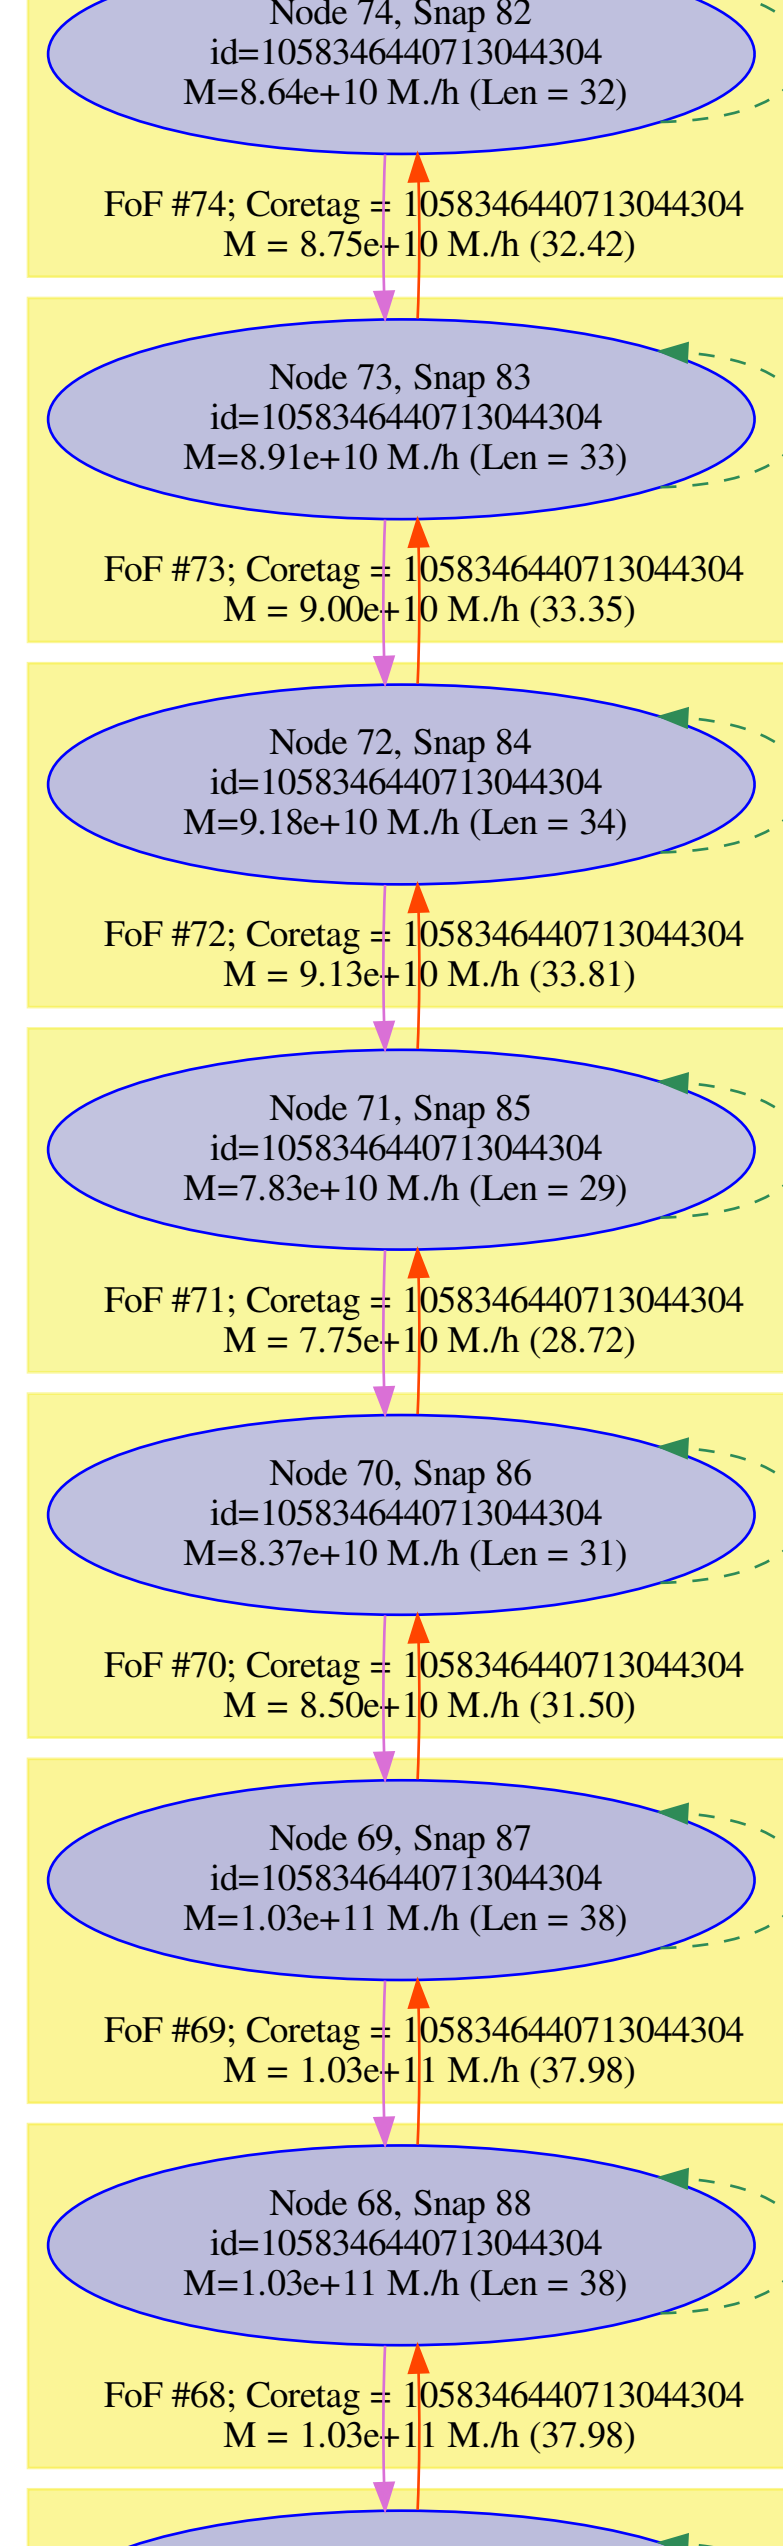 Node 74, Snap 82
id=1058346440713044304
M=8.64e+10 M./h (Len = 32)
FoF #74; Coretag = 1058346440713044304
M = 8.75e+10 M./h (32.42)
Node 73, Snap 83
id=1058346440713044304
M=8.91e+10 M./h (Len = 33)
FoF #73; Coretag = 1058346440713044304
M = 9.00e+10 M./h (33.35)
Node 72, Snap 84
id=1058346440713044304
M=9.18e+10 M./h (Len = 34)
FoF #72; Coretag = 1058346440713044304
M = 9.13e+10 M./h (33.81)
Node 71, Snap 85
id=1058346440713044304
M=7.83e+10 M./h (Len = 29)
FoF #71; Coretag = 1058346440713044304
M = 7.75e+10 M./h (28.72)
Node 70, Snap 86
id=1058346440713044304
M=8.37e+10 M./h (Len = 31)
FoF #70; Coretag = 1058346440713044304
M = 8.50e+10 M./h (31.50)
Node 69, Snap 87
id=1058346440713044304
M=1.03e+11 M./h (Len = 38)
FoF #69; Coretag = 1058346440713044304
M = 1.03e+11 M./h (37.98)
Node 68, Snap 88
id=1058346440713044304
M=1.03e+11 M./h (Len = 38)
FoF #68; Coretag = 1058346440713044304
M = 1.03e+11 M./h (37.98)